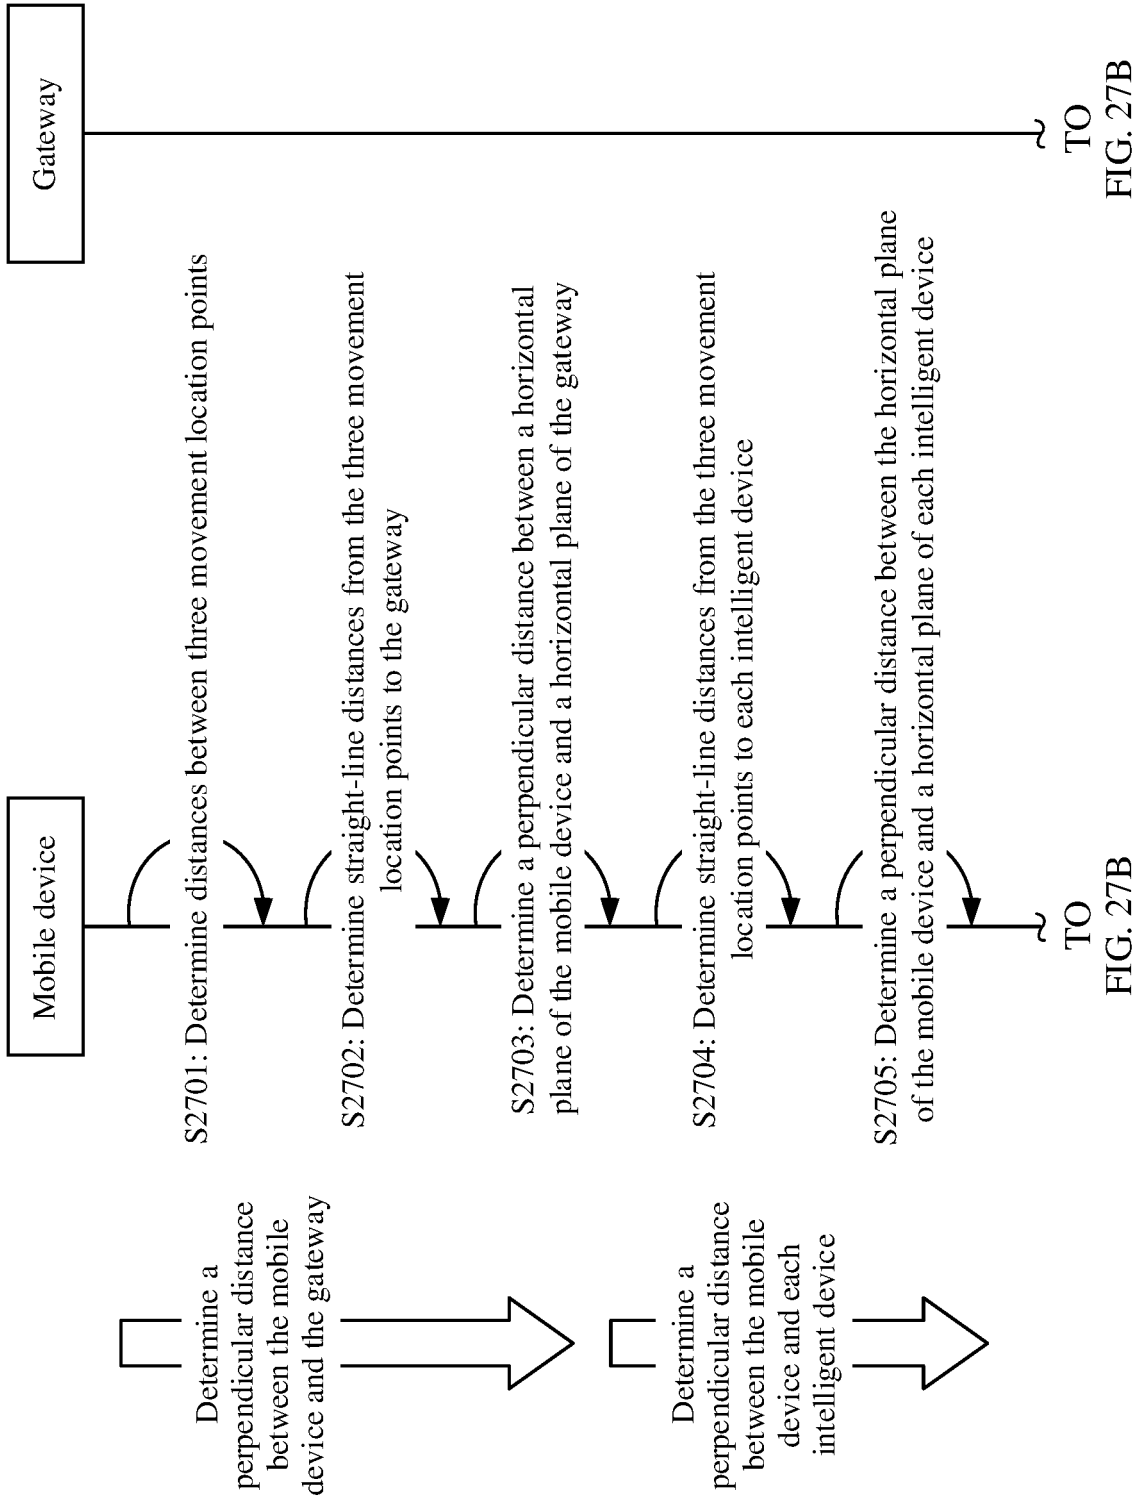 Mobile device
Gateway
Determine a
perpendicular distance
between the mobile
device and the gateway
S2701: Determine distances between three movement location points
S2702: Determine straight-line distances from the three movement
location points to the gateway
S2703: Determine a perpendicular distance between a horizontal
plane of the mobile device and a horizontal plane of the gateway
Determine a
perpendicular distance
between the mobile
device and each
intelligent device
S2704: Determine straight-line distances from the three movement
location points to each intelligent device
S2705: Determine a perpendicular distance between the horizontal plane
of the mobile device and a horizontal plane of each intelligent device
TO
FIG. 27B
TO
FIG. 27B